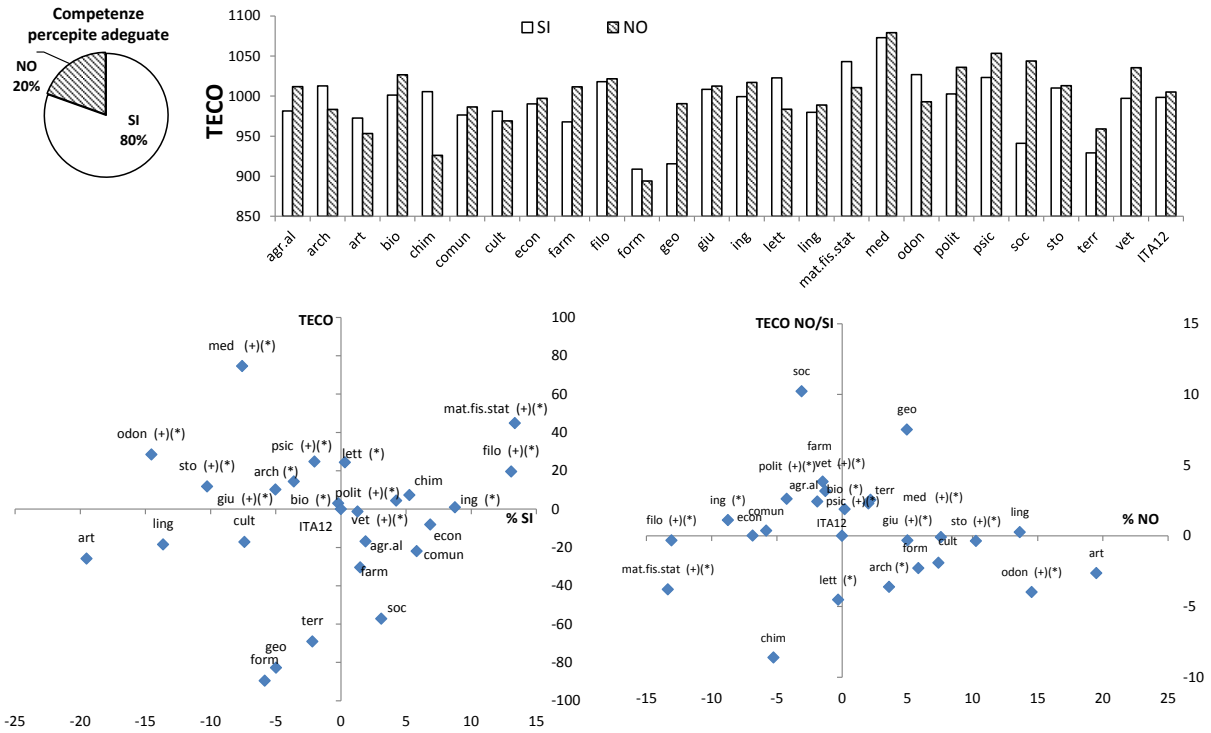 Competenze
percepite adeguate
NO
20%
SI
80%
TECO
SI
NO
1100
1050
1000
950
900
850
agr.al
arch
art
bio
chim
comun
cult
econ
farm
filo
form
geo
giu
ing
lett
ling
mat.fis.stat
med
odon
polit
psic
soc
sto
terr
vet
ITA12
TECO
100
80
60
40
20
0
-20
-40
-60
-80
-100
% SI
med (+)(*)
mat.fis.stat (+)(*)
odon (+)(*)
psic (+)(*)
lett (*)
filo (+)(*)
sto (+)(*)
arch (*)
chim
giu (+)(*)
bio (*)
polit (+)(*)
ing (*)
ling
cult
ITA12
vet (+)(*)
econ
art
agr.al
comun
farm
soc
terr
geo
form
-25
-20
-15
-10
-5
0
5
10
15
TECO NO/SI
15
10
5
0
-5
-10
% NO
soc
geo
farm
polit (+)(*)
vet (+)(*)
agr.al
bio (*)
terr
ing (*)
psic (+)(*)
med (+)(*)
comun
filo (+)(*)
econ
ITA12
giu (+)(*)
sto (+)(*)
ling
form
cult
art
mat.fis.stat (+)(*)
lett (*)
arch (*)
odon (+)(*)
chim
-15
-10
-5
0
5
10
15
20
25